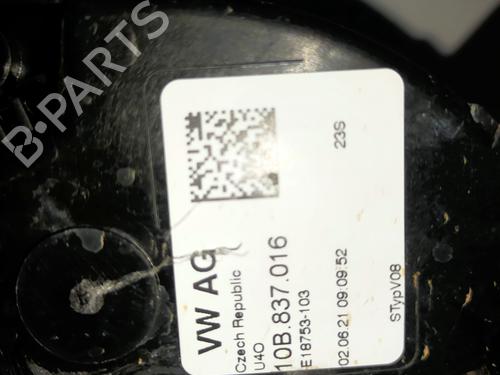 B-PARTS
23S
VW AG
Czech Republic
U4O
10B.837.016
E18753-103
02.06.21 09:09:52
STypV08